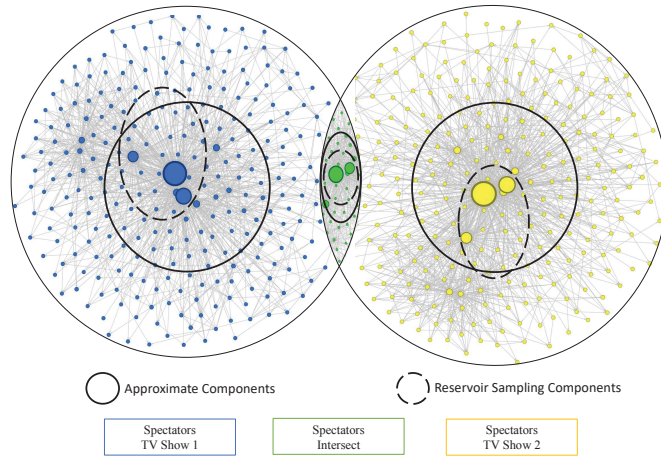 Approximate Components
Reservoir Sampling Components
Spectators
TV Show 1
Spectators
Intersect
Spectators
TV Show 2